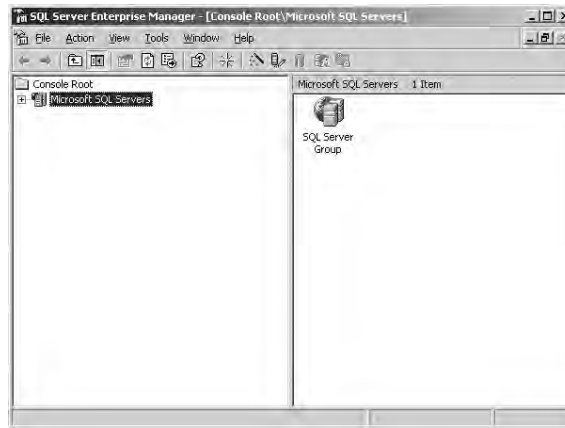 SQL Server Enterprise Manager - [Console Root\Microsoft SQL Servers]
File Action View Tools Window Help
Console Root
Microsoft SQL Servers
Microsoft SQL Servers 1 Item
SQL Server
Group